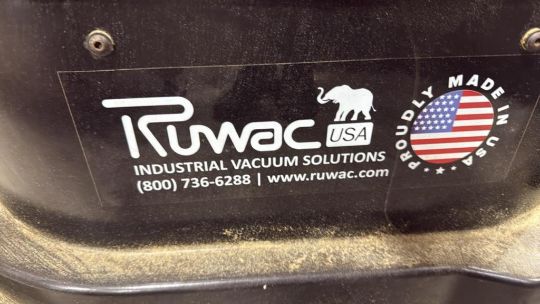 Ruwac
USA
INDUSTRIAL VACUUM SOLUTIONS
(800) 736-6288 | www.ruwac.com
PROUDLY MADE IN USA